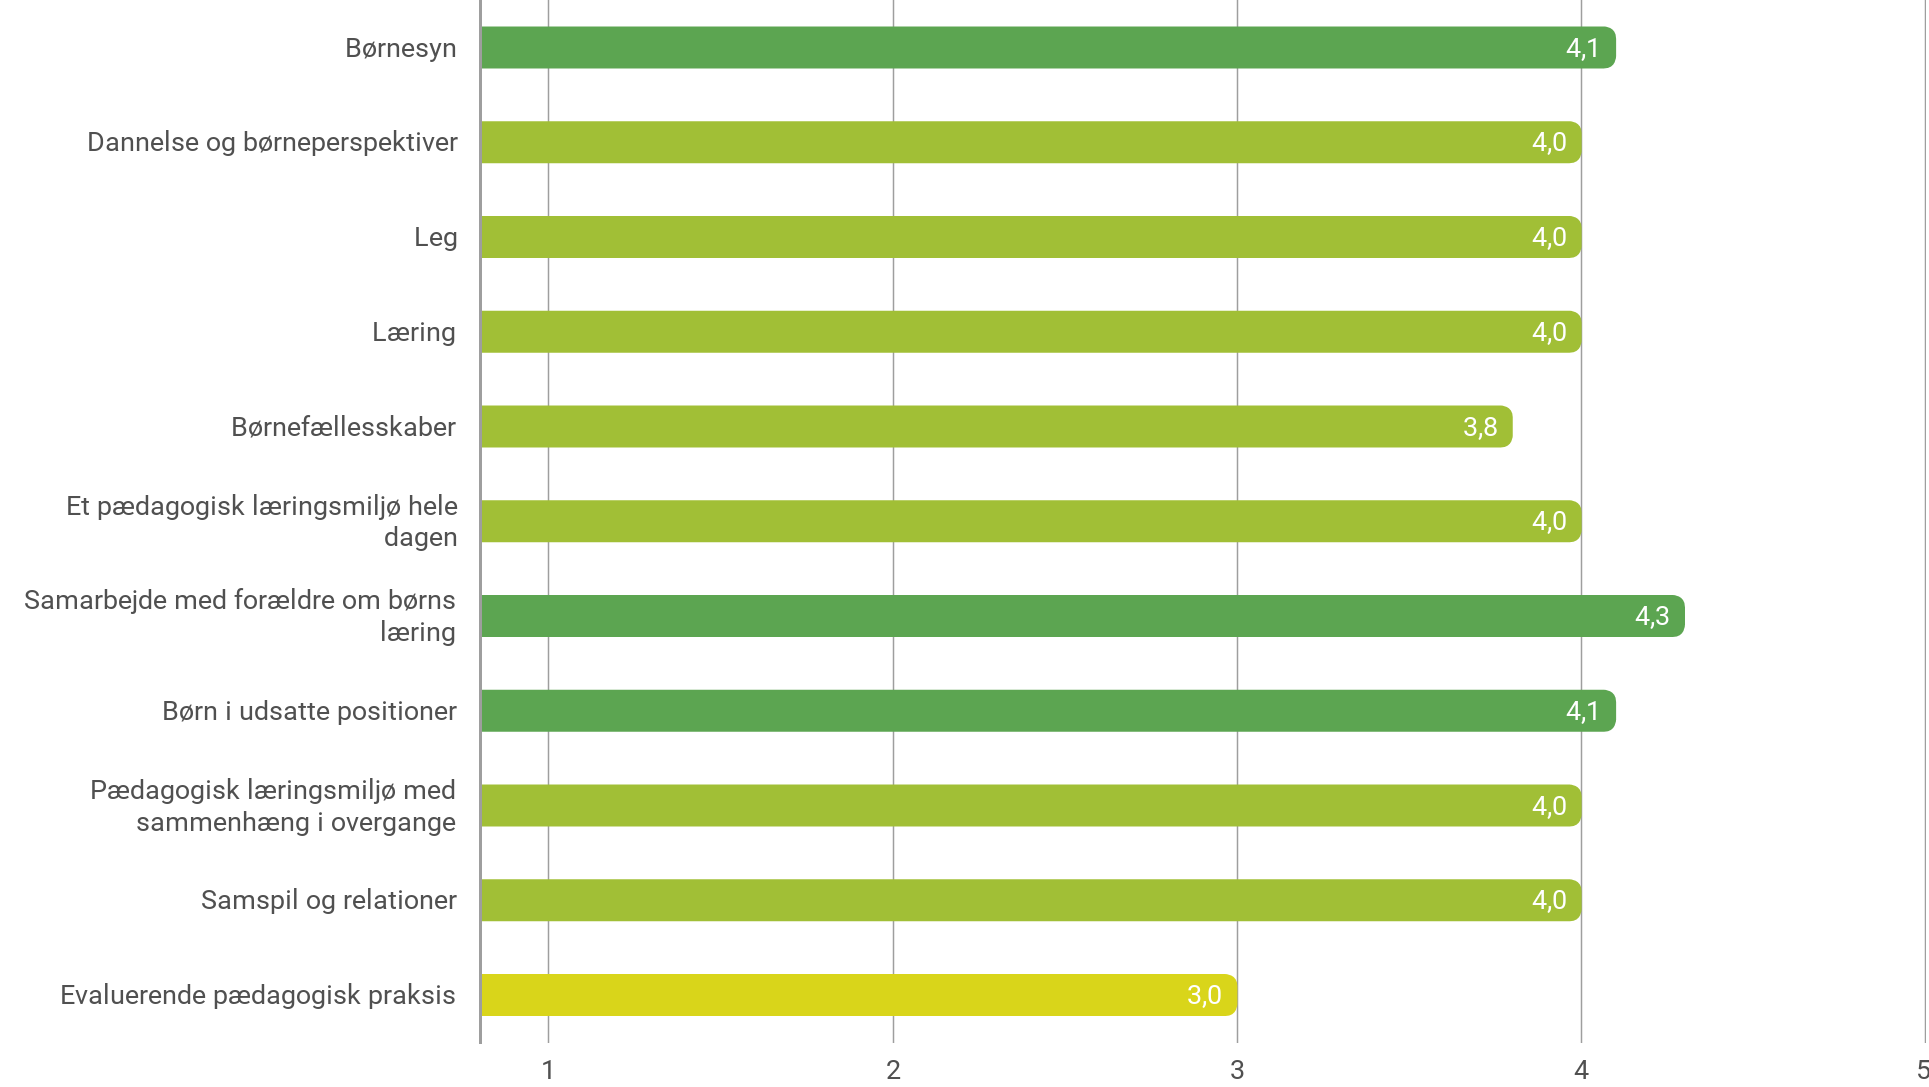 Børnesyn
4,1
Dannelse og børneperspektiver
4,0
Leg
4,0
Læring
4,0
Børnefællesskaber
3,8
Et pædagogisk læringsmiljø hele
dagen
4,0
Samarbejde med forældre om børns
læring
4,3
Børn i udsatte positioner
4,1
Pædagogisk læringsmiljø med
sammenhæng i overgange
4,0
Samspil og relationer
4,0
Evaluerende pædagogisk praksis
3,0
1 2 3 4 5